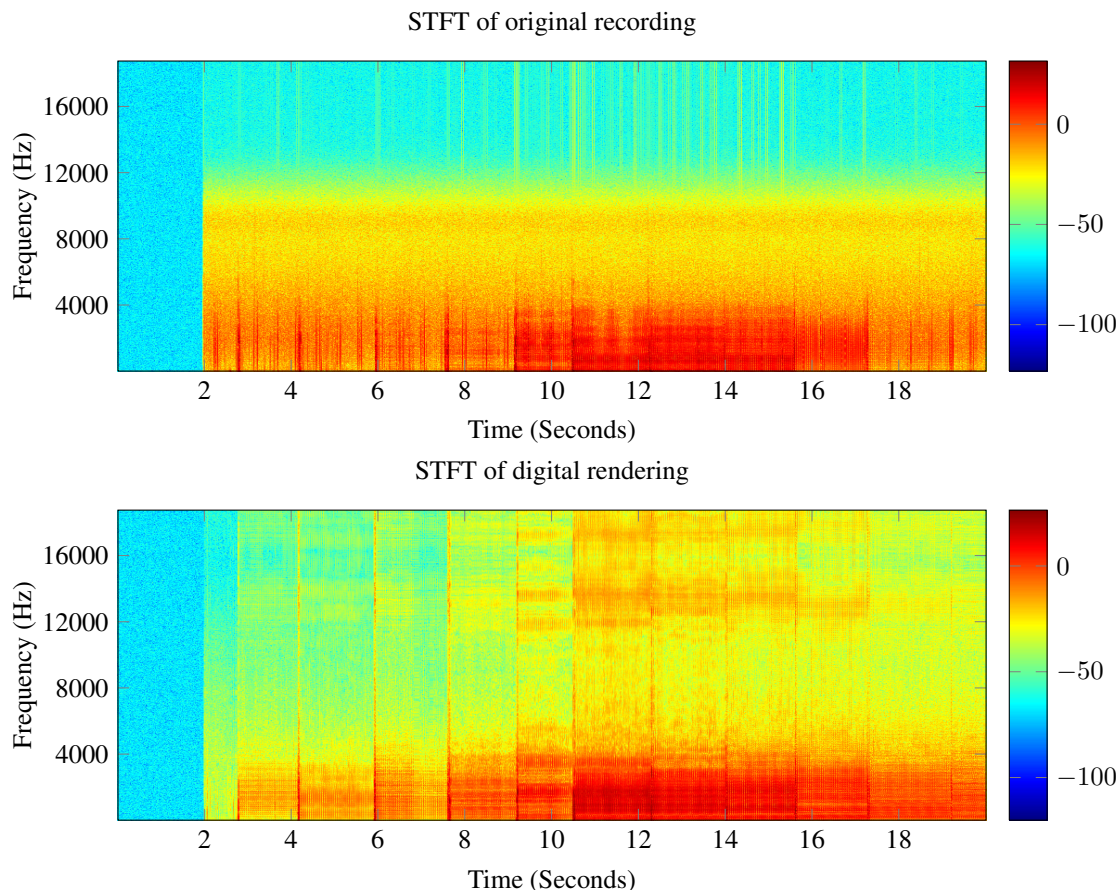 STFT of original recording
16000
12000
8000
4000
Frequency (Hz)
2 4 6 8 10 12 14 16 18
Time (Seconds)
0
−50
−100
STFT of digital rendering
16000
12000
8000
4000
Frequency (Hz)
2 4 6 8 10 12 14 16 18
Time (Seconds)
0
−50
−100